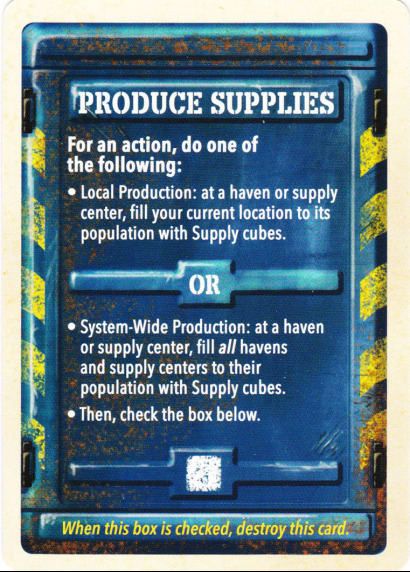 PRODUCE SUPPLIES
For an action, do one of
the following:
• Local Production: at a haven or supply
center, fill your current location to its
population with Supply cubes.
OR
• System-Wide Production: at a haven
or supply center, fill all havens
and supply centers to their
population with Supply cubes.
• Then, check the box below.
When this box is checked, destroy this card.